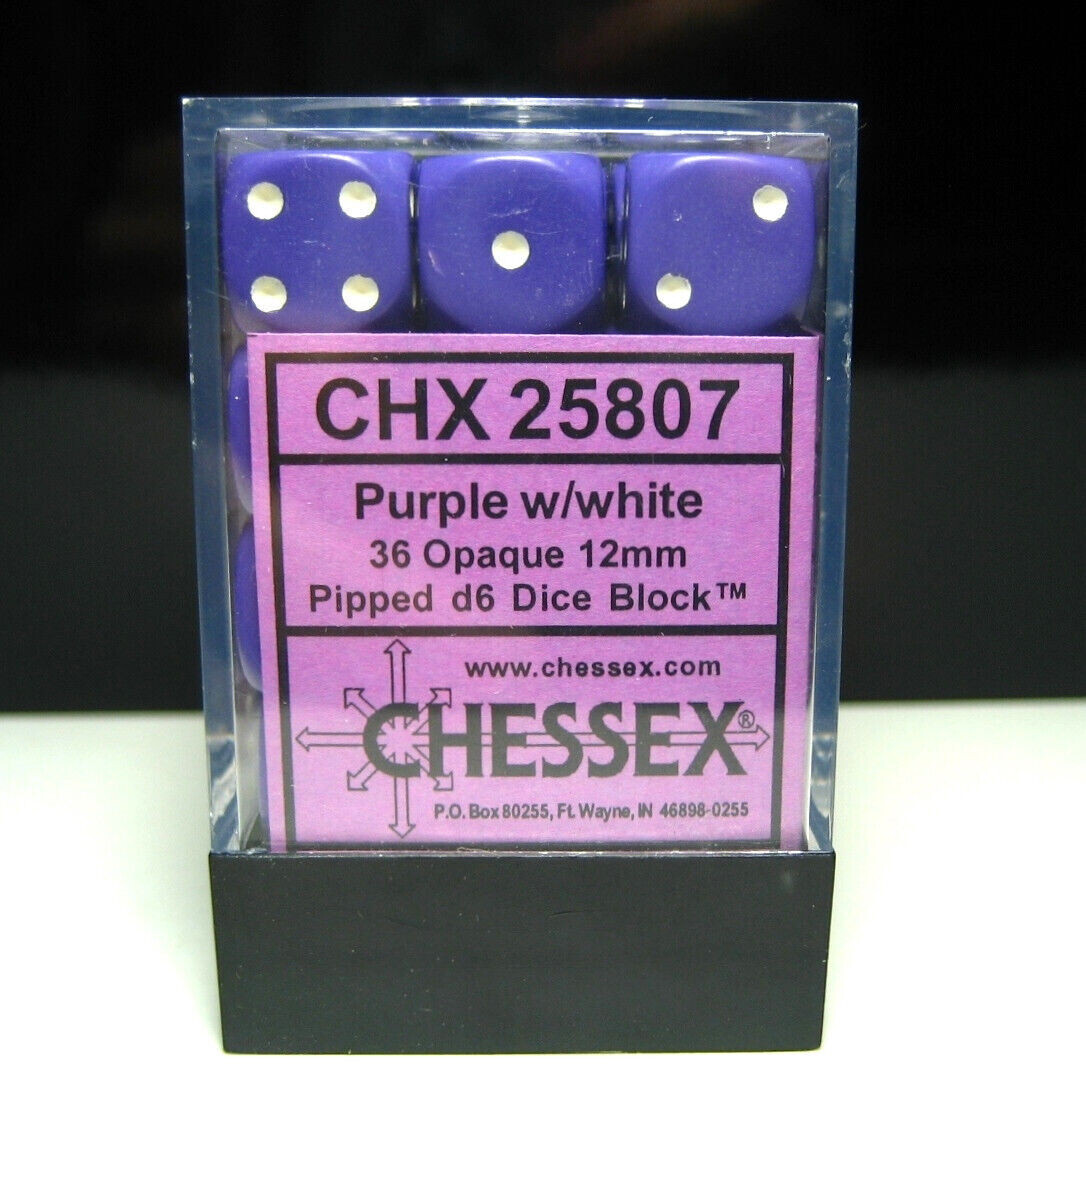 CHX 25807
Purple w/white
36 Opaque 12mm
Pipped d6 Dice Block™
www.chessex.com
CHESSEX®
P.O. Box 80255, Ft. Wayne, IN 46898-0255